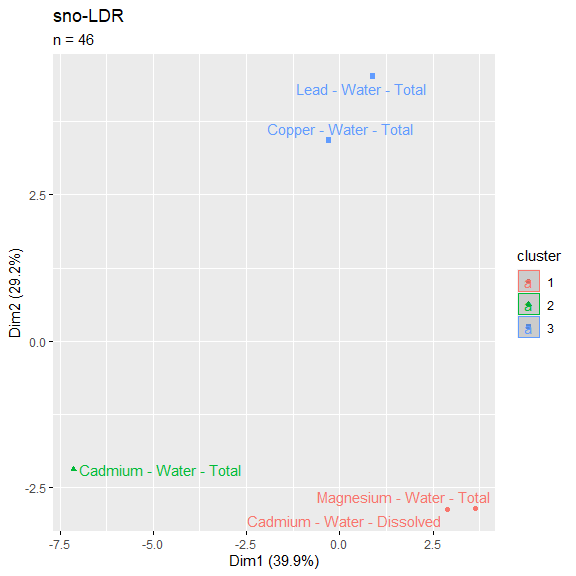 sno-LDR
n = 46
Lead - Water - Total
Copper - Water - Total
Cadmium - Water - Total
Magnesium - Water - Total
Cadmium - Water - Dissolved
2.5
0.0
-2.5
Dim2 (29.2%)
-7.5
-5.0
-2.5
0.0
2.5
Dim1 (39.9%)
cluster
a 1
a 2
a 3